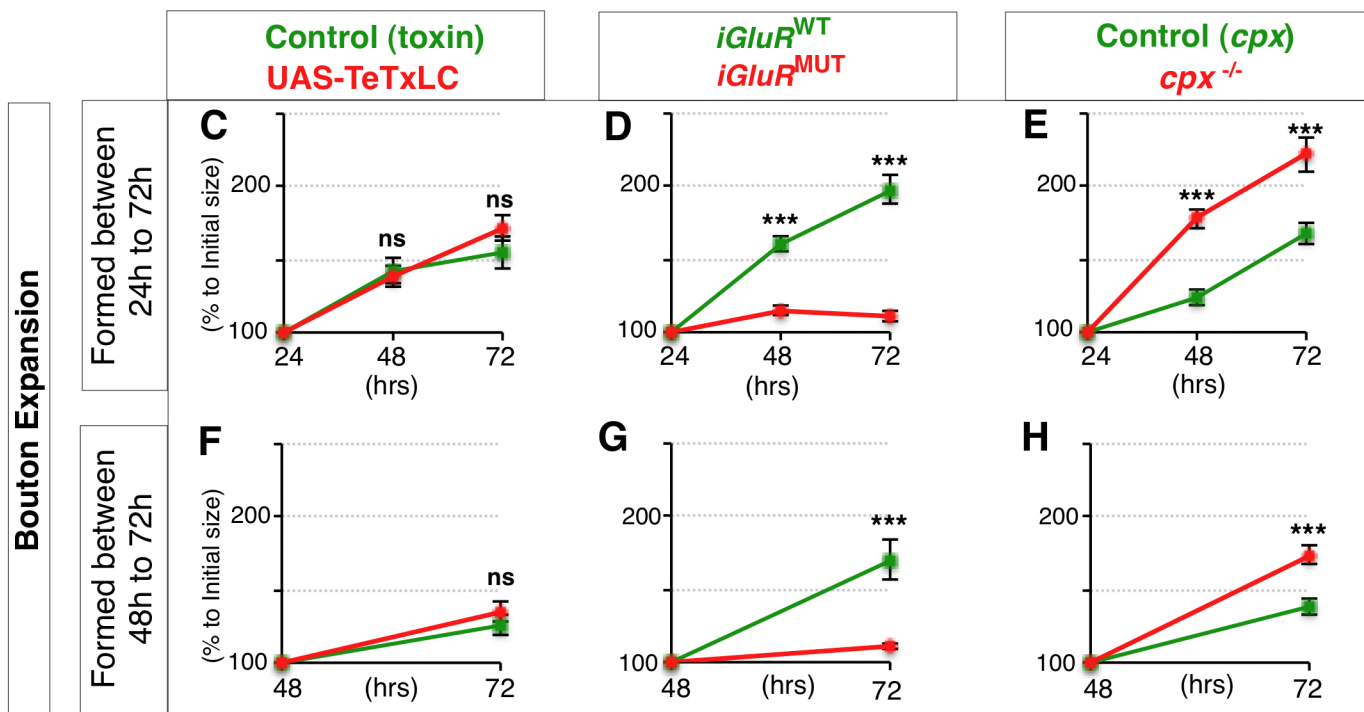 Control (toxin)
UAS-TeTxLC
iGluR^WT
iGluR^MUT
Control (cpx)
cpx -/-
Bouton Expansion
Formed between
24h to 72h
C
(% to Initial size)
200
100
ns
ns
24
48
72
(hrs)
D
200
100
***
***
24
48
72
(hrs)
E
200
100
***
***
24
48
72
(hrs)
Formed between
48h to 72h
F
(% to Initial size)
200
100
ns
48
(hrs)
72
G
200
100
***
48
(hrs)
72
H
200
100
***
48
(hrs)
72